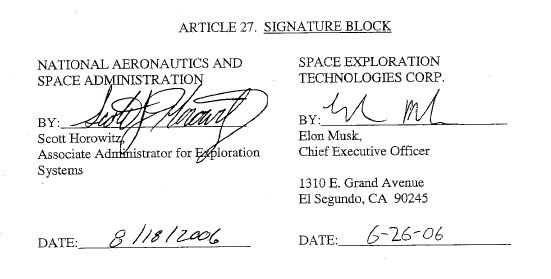 ARTICLE 27. SIGNATURE BLOCK
NATIONAL AERONAUTICS AND
SPACE ADMINISTRATION
BY: Scott J Horowitz
Scott Horowitz,
Associate Administrator for Exploration
Systems
DATE: 8/18/2006
SPACE EXPLORATION
TECHNOLOGIES CORP.
BY:
Elon Musk,
Chief Executive Officer
1310 E. Grand Avenue
El Segundo, CA 90245
DATE: 6-26-06